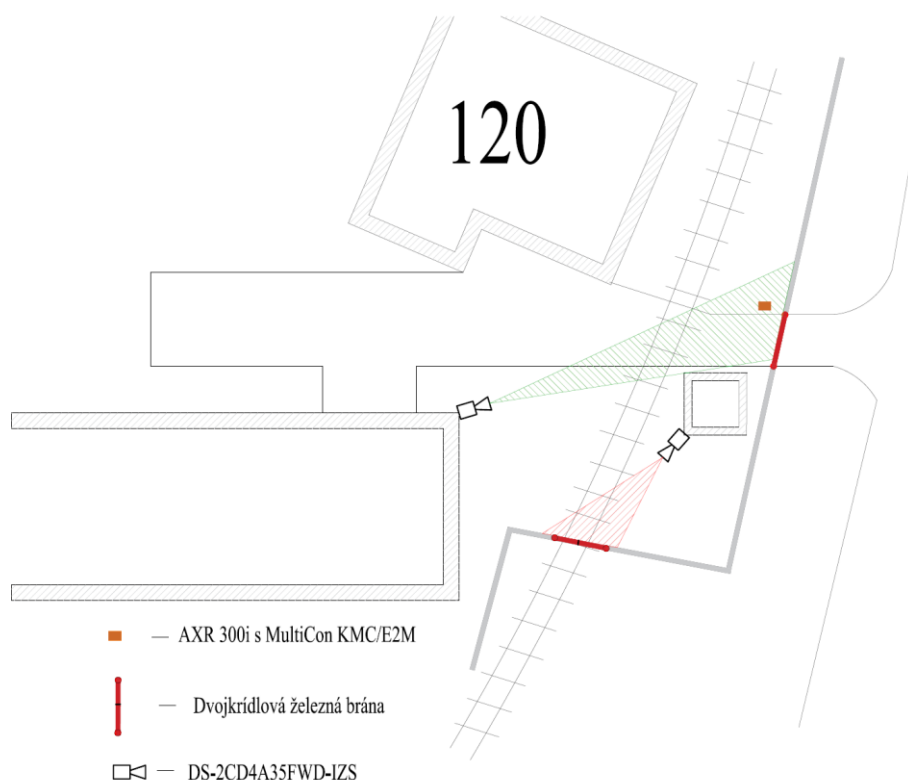 120
— AXR 300i s MultiCon KMC/E2M
— Dvojkrídlová železná brána
— DS-2CD4A35FWD-IZS